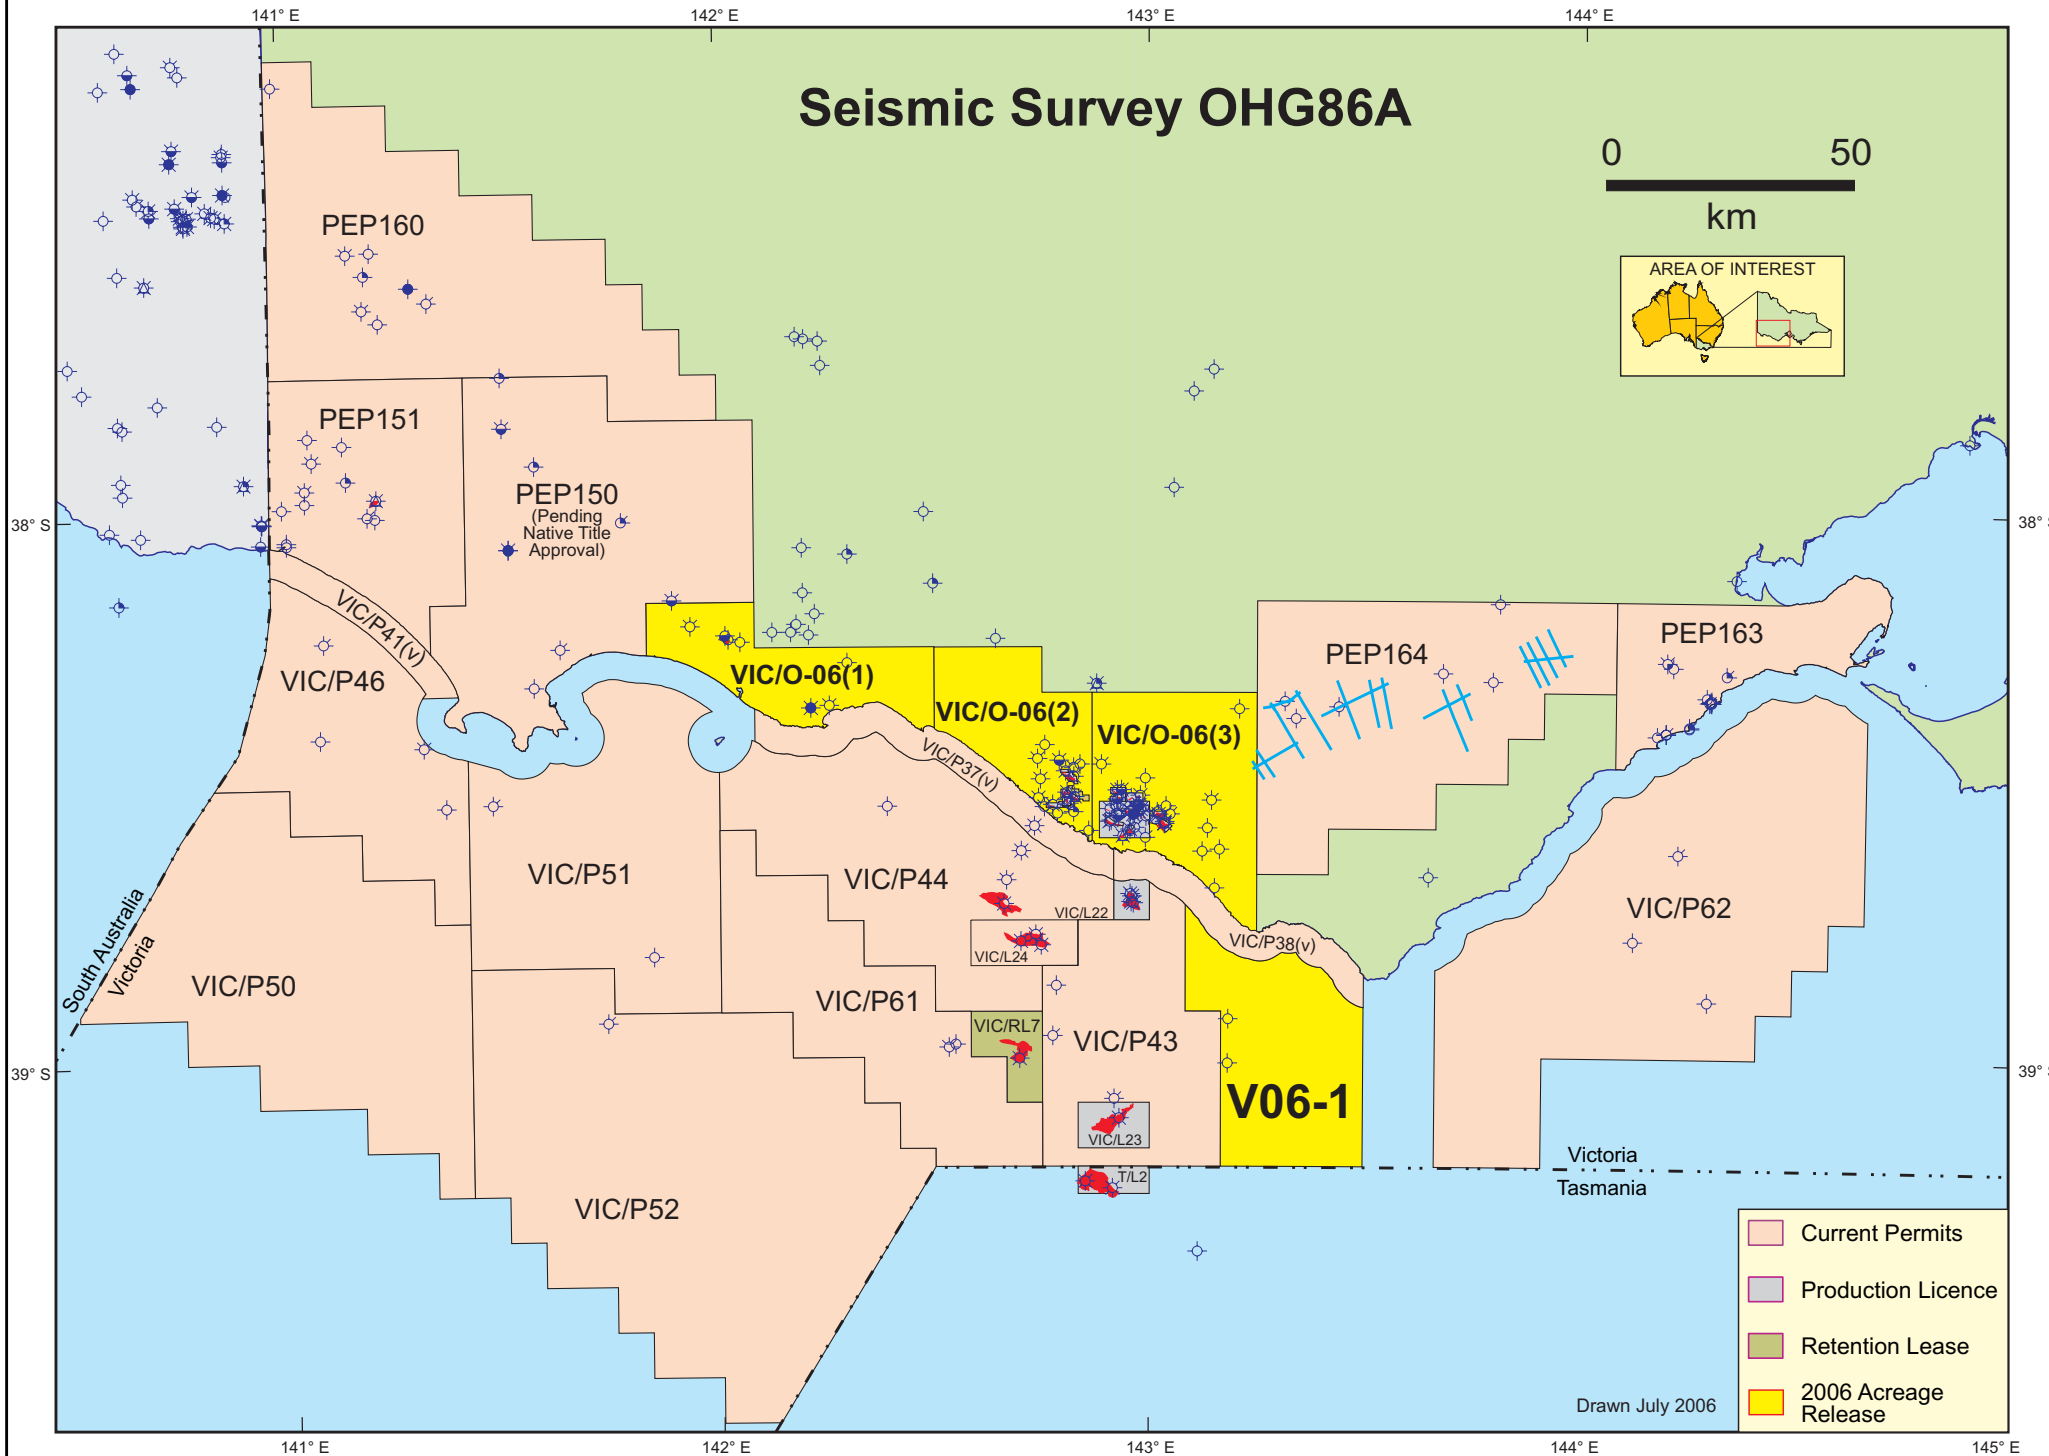 141° E
142° E
143° E
144° E
Seismic Survey OHG86A
0
50
km
AREA OF INTEREST
PEP160
PEP151
PEP150
(Pending
Native Title
Approval)
38° S
38° S
VIC/P41(v)
VIC/P46
VIC/O-06(1)
VIC/O-06(2)
VIC/O-06(3)
PEP164
PEP163
VIC/P37(v)
VIC/P51
VIC/P44
VIC/L22
VIC/L24
VIC/P38(v)
VIC/P62
South Australia
Victoria
VIC/P50
VIC/P61
VIC/RL7
VIC/P43
V06-1
39° S
39° S
VIC/L23
T/L2
Victoria
Tasmania
VIC/P52
Current Permits
Production Licence
Retention Lease
2006 Acreage
Release
Drawn July 2006
141° E
142° E
143° E
144° E
145° E